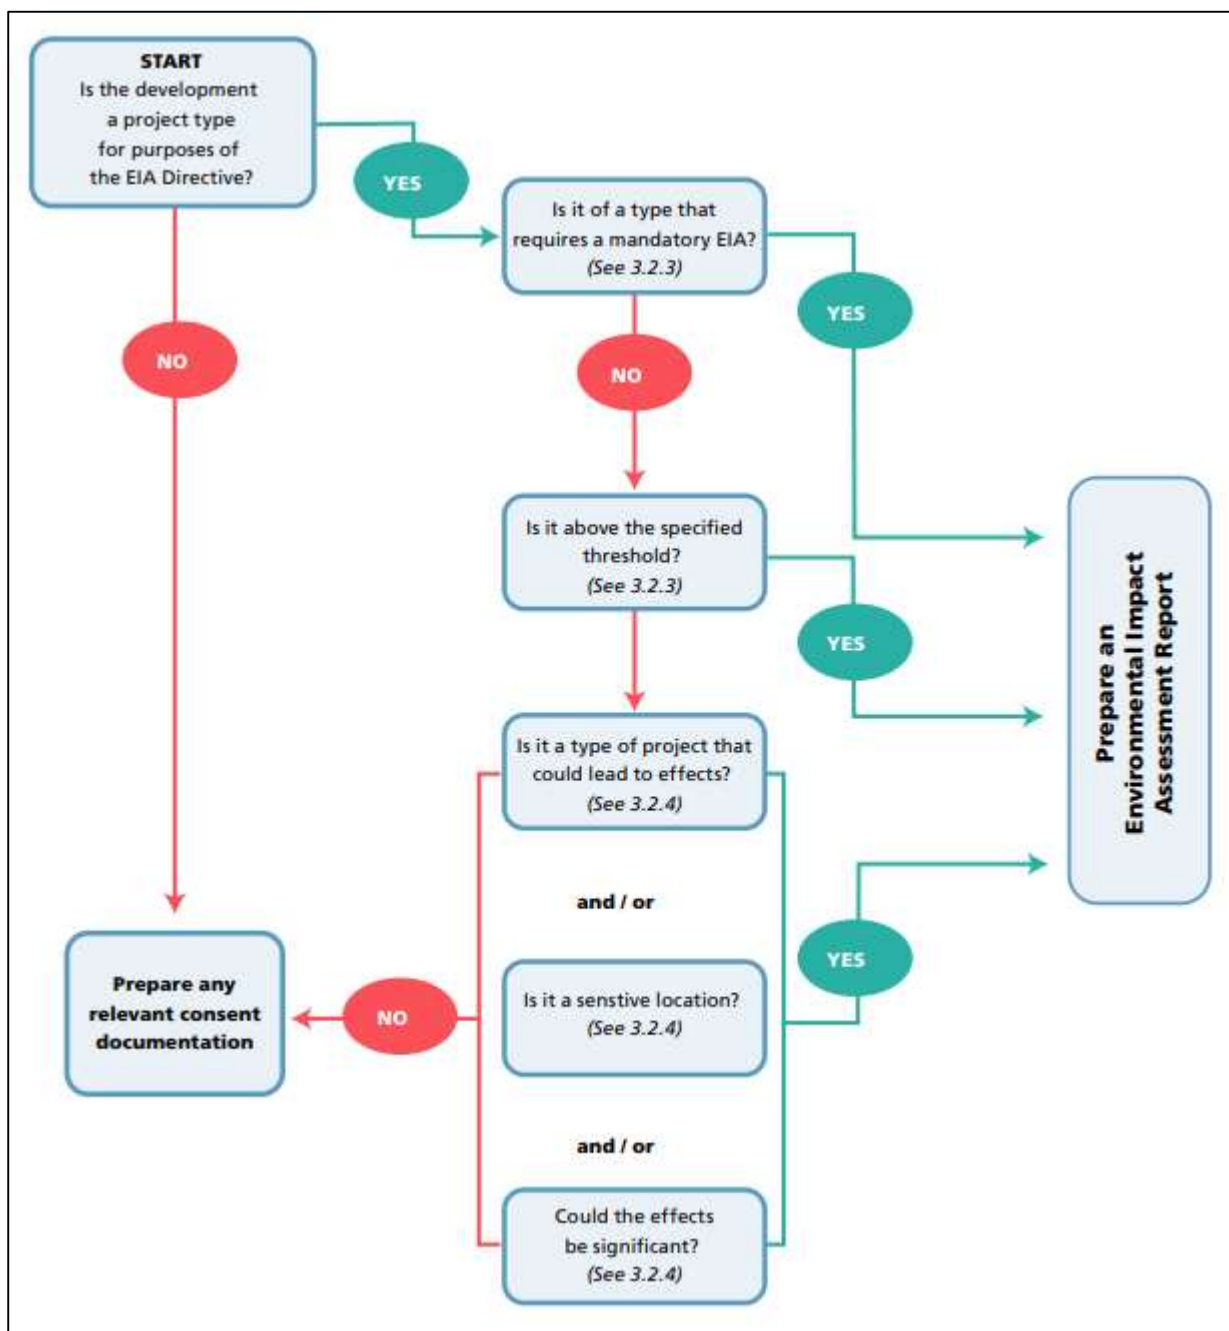 START
Is the development
a project type
for purposes of
the EIA Directive?
YES
Is it of a type that
requires a mandatory EIA?
(See 3.2.3)
YES
NO
NO
Is it above the specified
threshold?
(See 3.2.3)
YES
Prepare an
Environmental Impact
Assessment Report
Is it a type of project that
could lead to effects?
(See 3.2.4)
and / or
Prepare any
relevant consent
documentation
NO
Is it a senstive location?
(See 3.2.4)
YES
and / or
Could the effects
be significant?
(See 3.2.4)